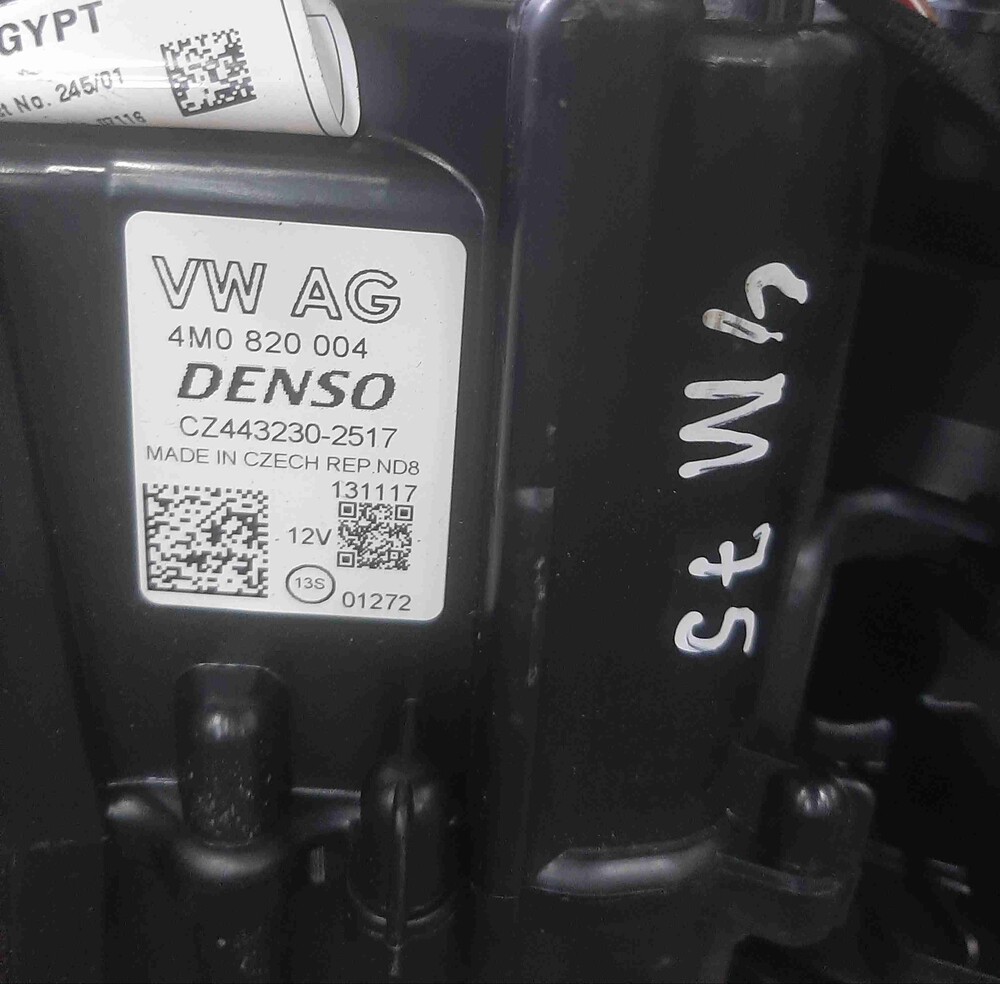 GYPT
t No. 245/01
VW AG
4M0 820 004
DENSO
CZ443230-2517
MADE IN CZECH REP.ND8
131117
12V
13S
01272